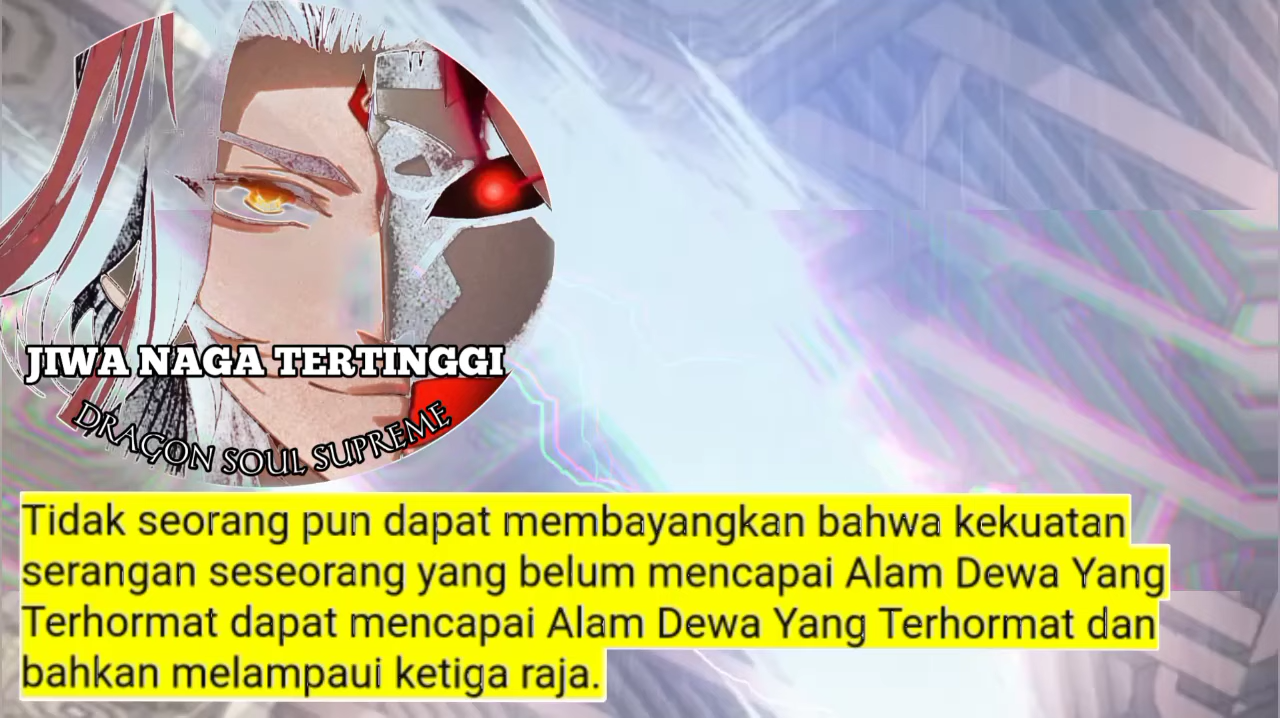 JIWA NAGA TERTINGGI
DRAGON SOUL SUPREME
Tidak seorang pun dapat membayangkan bahwa kekuatan
serangan seseorang yang belum mencapai Alam Dewa Yang
Terhormat dapat mencapai Alam Dewa Yang Terhormat dan
bahkan melampaui ketiga raja.